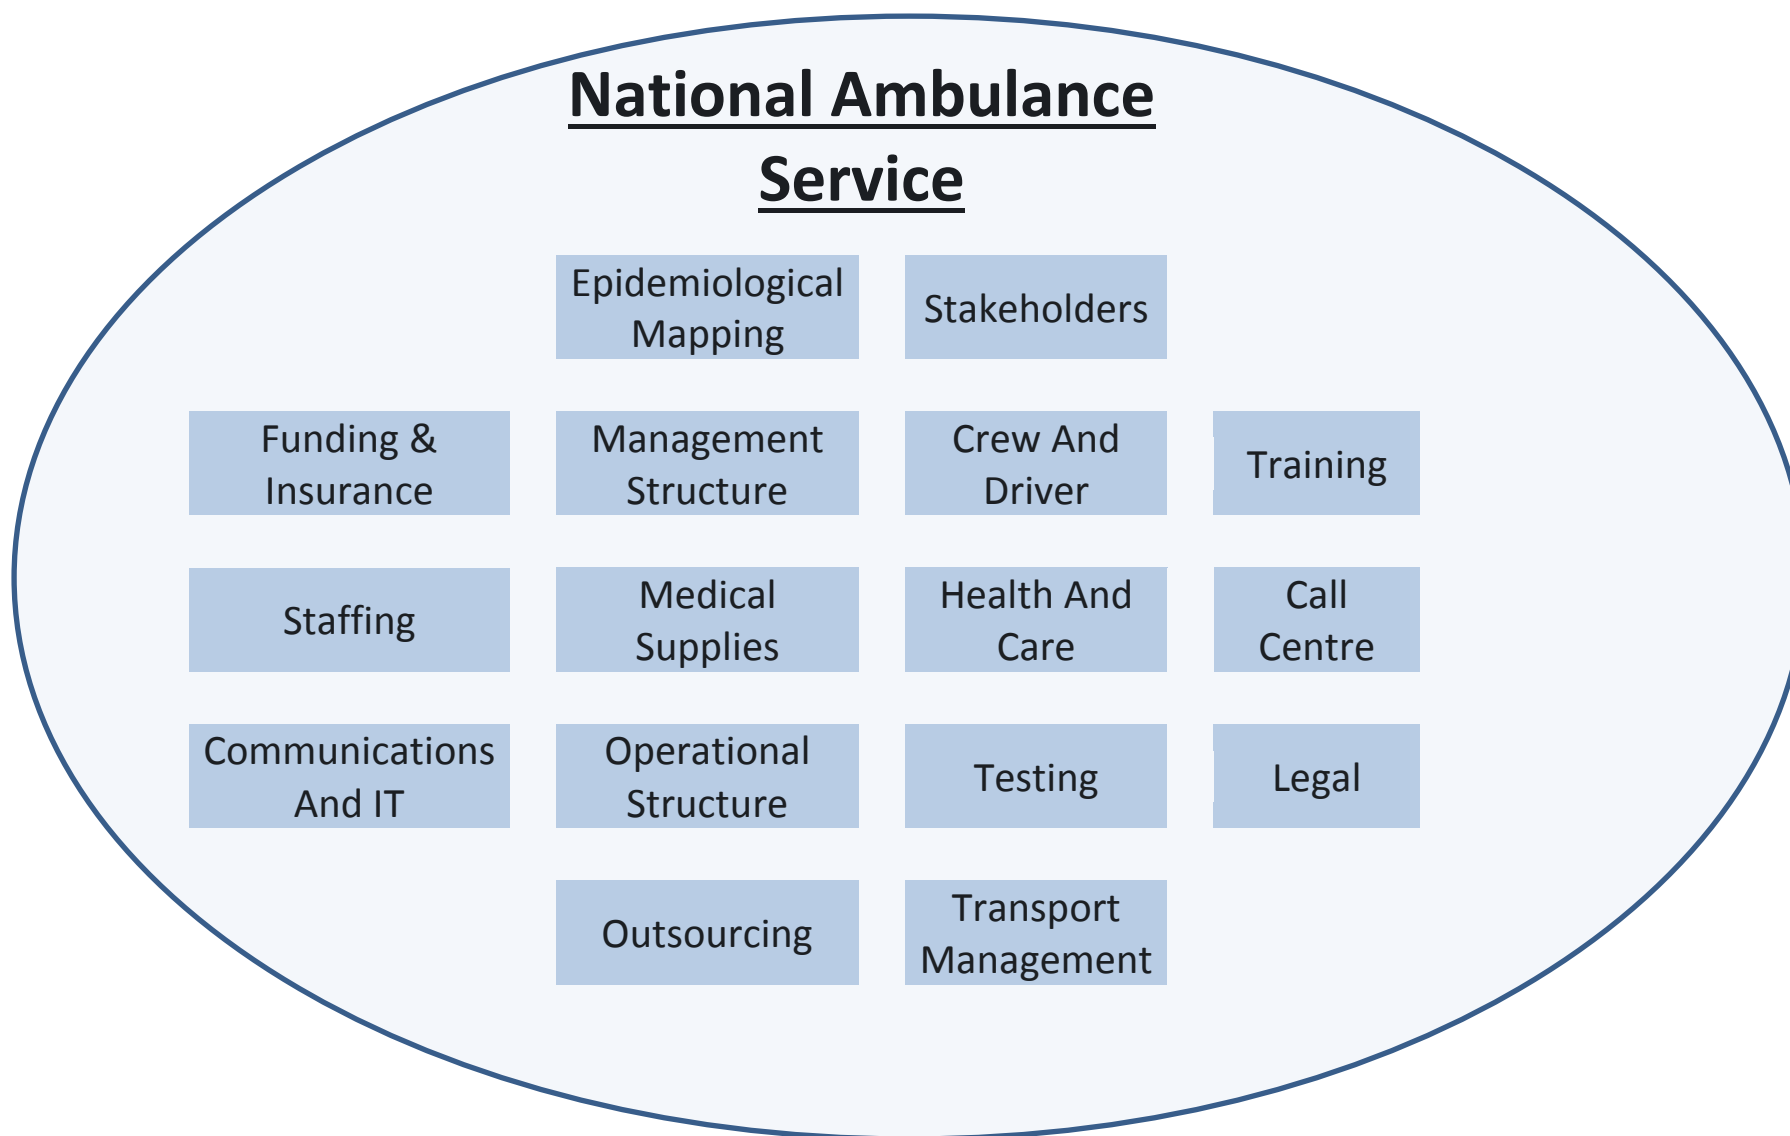 National Ambulance
Service
Epidemiological
Mapping
Stakeholders
Funding &
Insurance
Management
Structure
Crew And
Driver
Training
Staffing
Medical
Supplies
Health And
Care
Call
Centre
Communications
And IT
Operational
Structure
Testing
Legal
Outsourcing
Transport
Management